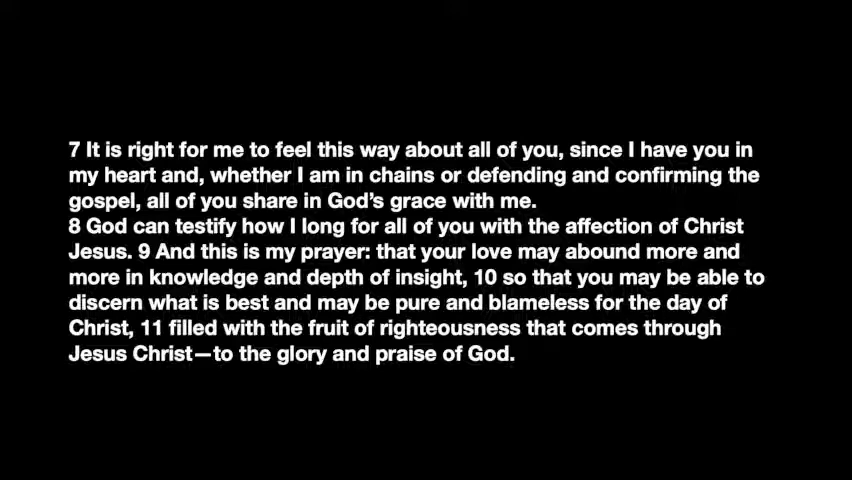 7 It is right for me to feel this way about all of you, since I have you in
my heart and, whether I am in chains or defending and confirming the
gospel, all of you share in God’s grace with me.
8 God can testify how I long for all of you with the affection of Christ
Jesus. 9 And this is my prayer: that your love may abound more and
more in knowledge and depth of insight, 10 so that you may be able to
discern what is best and may be pure and blameless for the day of
Christ, 11 filled with the fruit of righteousness that comes through
Jesus Christ—to the glory and praise of God.